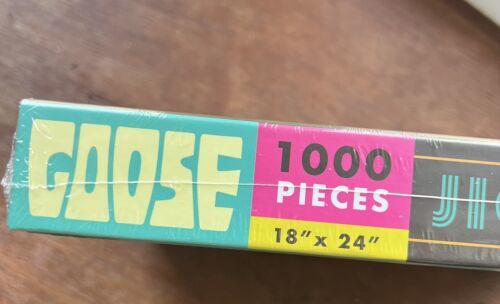 GOOSE
1000
PIECES
18" x 24"